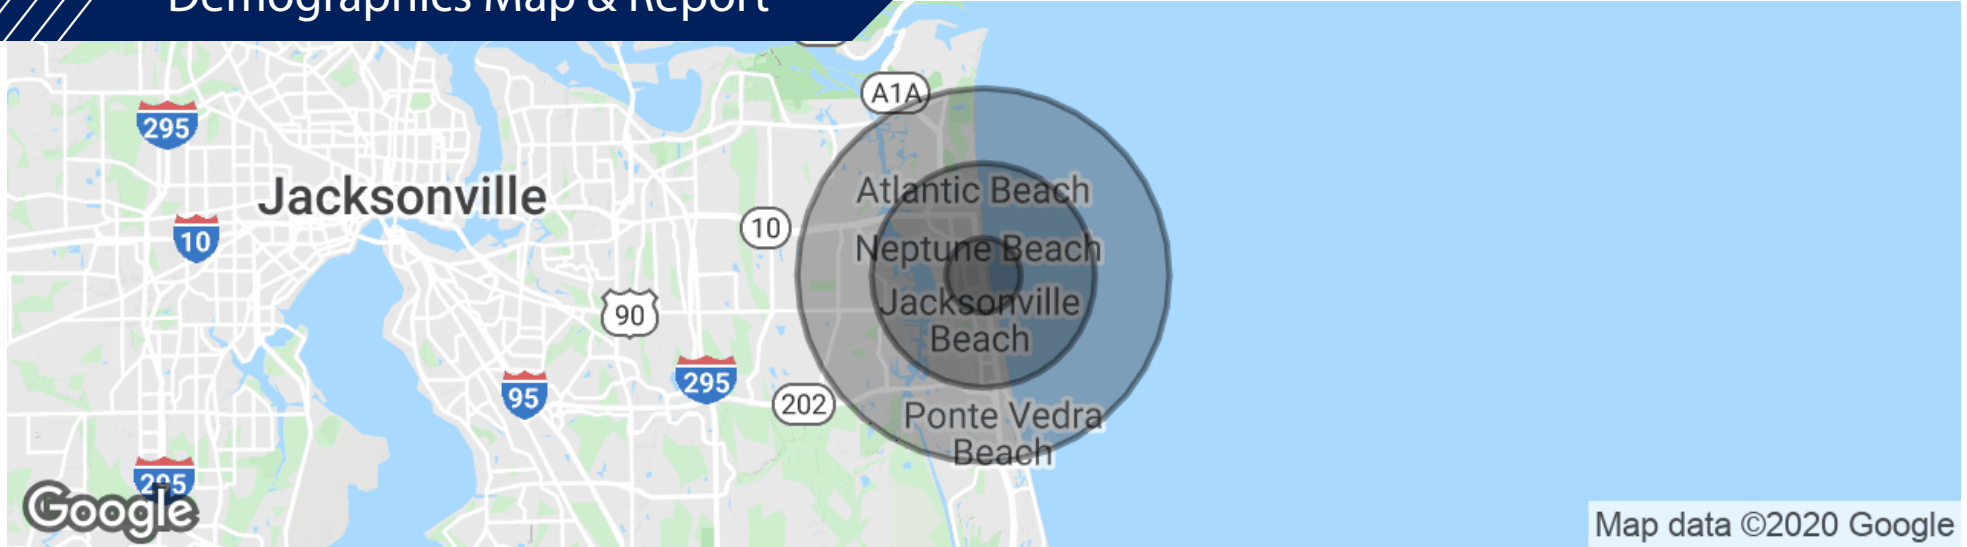 Demographics Map & Report
A1A
295
Atlantic Beach
Jacksonville
10
10
Neptune Beach
Jacksonville
Beach
90
295
95
202
Ponte Vedra
Beach
295
Google
Map data ©2020 Google